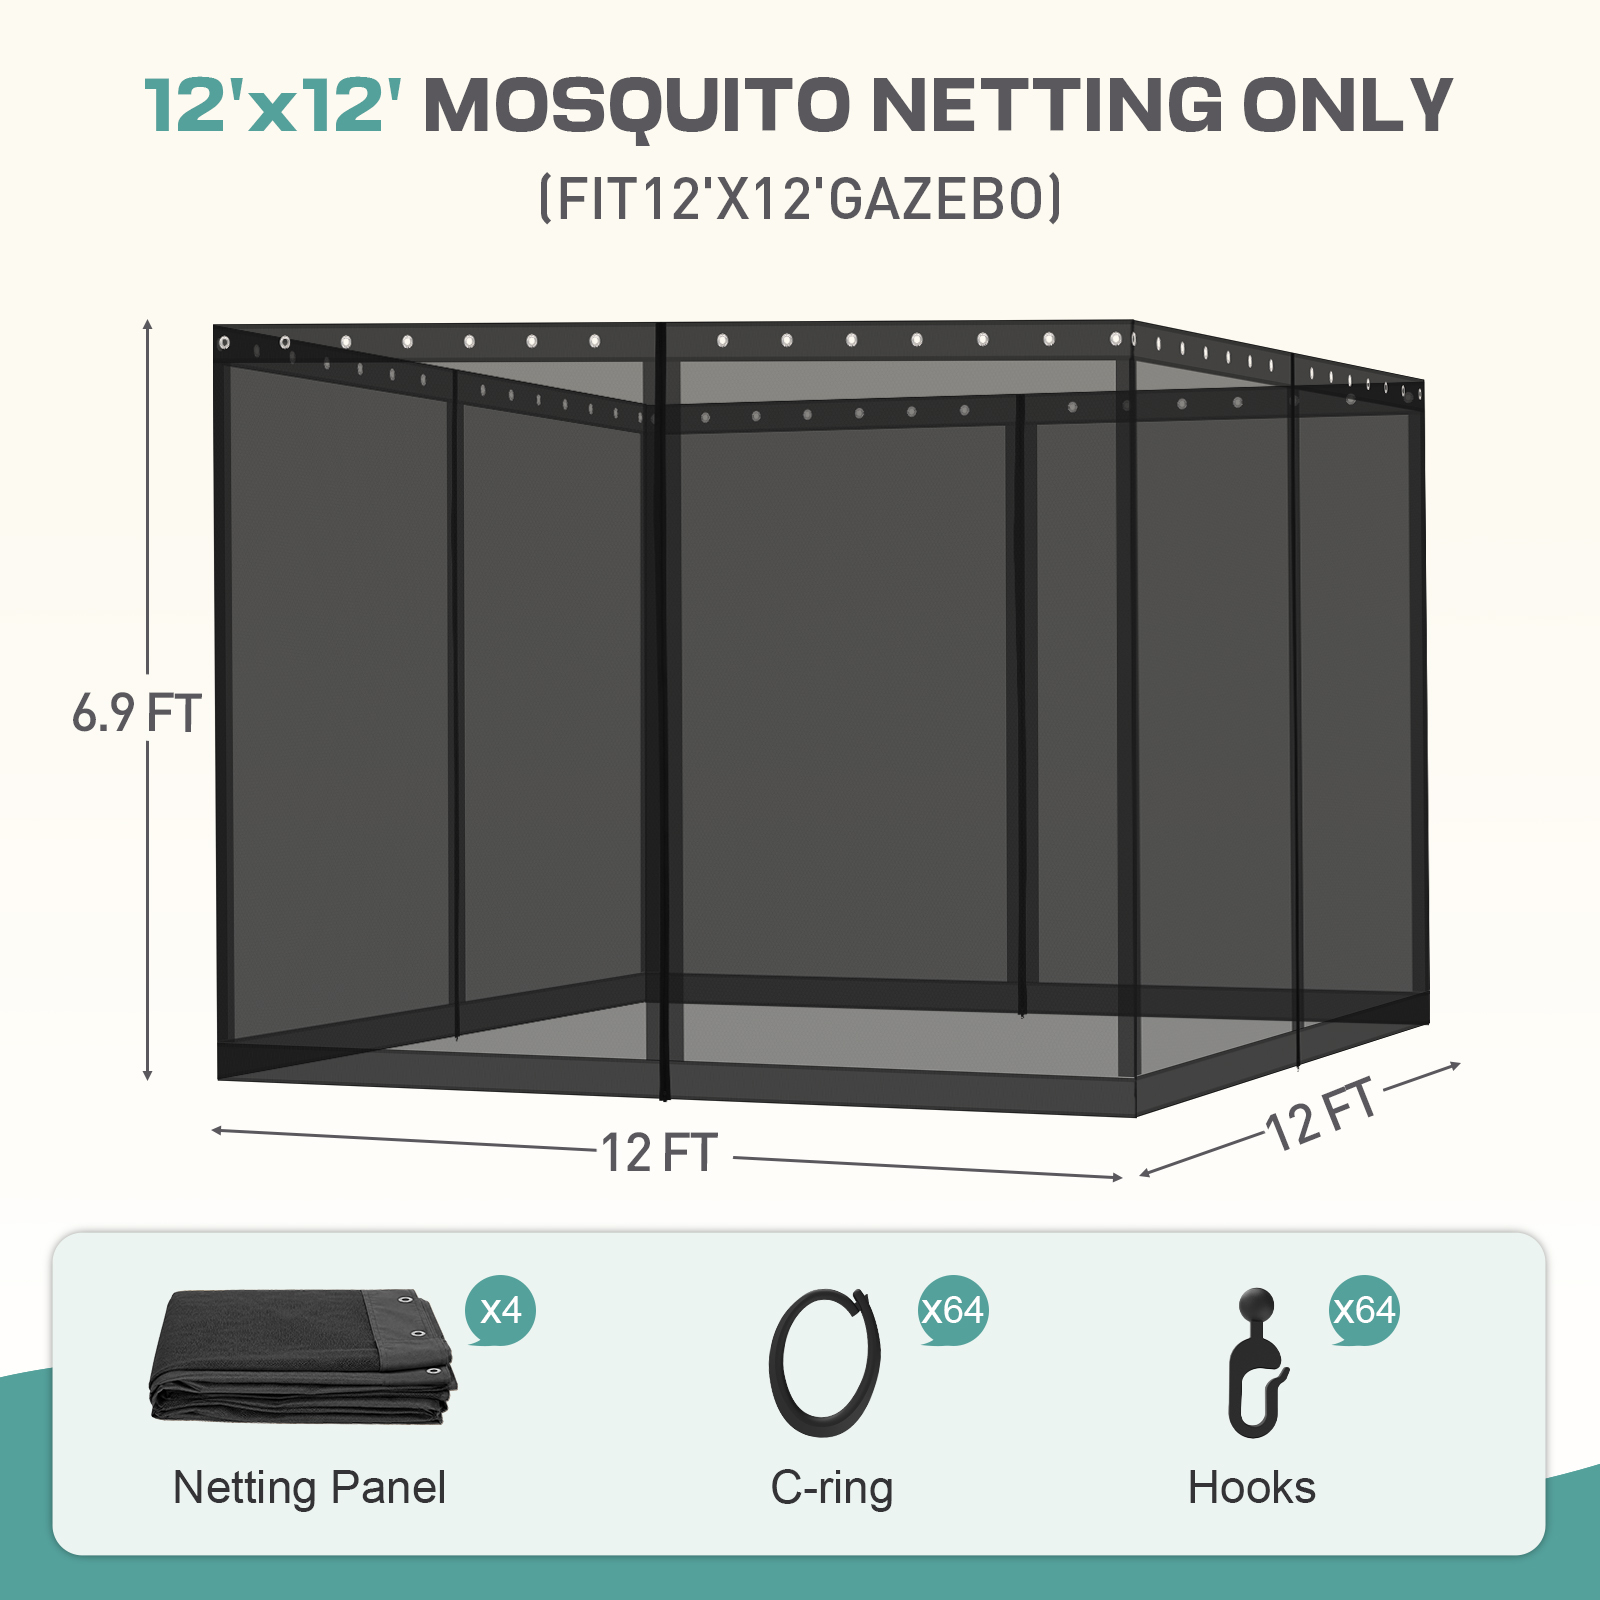 12'x12' MOSQUITO NETTING ONLY
(FIT12'X12'GAZEBO)
6.9 FT
12 FT
12 FT
x4
x64
x64
Netting Panel
C-ring
Hooks